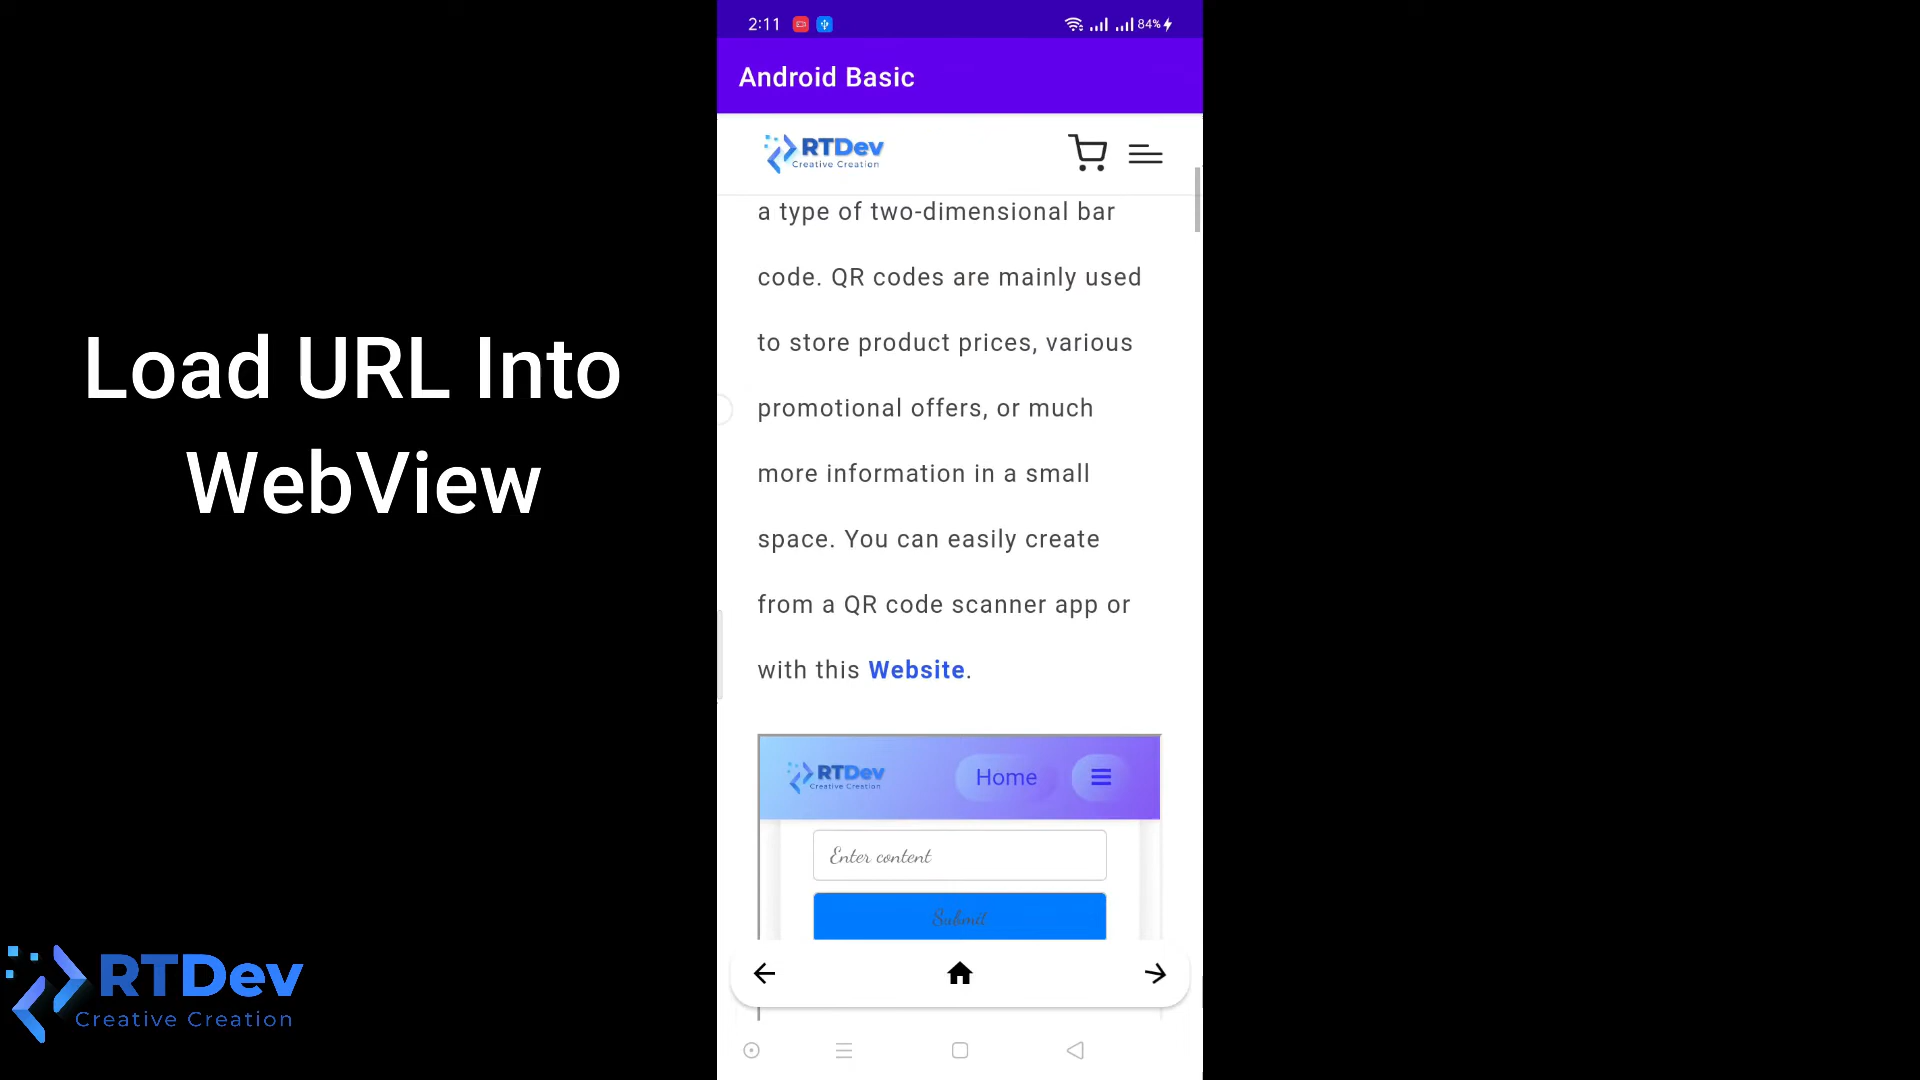 Load URL Into
WebView
RTDev
Creative Creation
2:11
84%
Android Basic
RTDev
Creative Creation
a type of two-dimensional bar
code. QR codes are mainly used
to store product prices, various
promotional offers, or much
more information in a small
space. You can easily create
from a QR code scanner app or
with this Website.
RTDev
Creative Creation
Home
Enter content
Submit